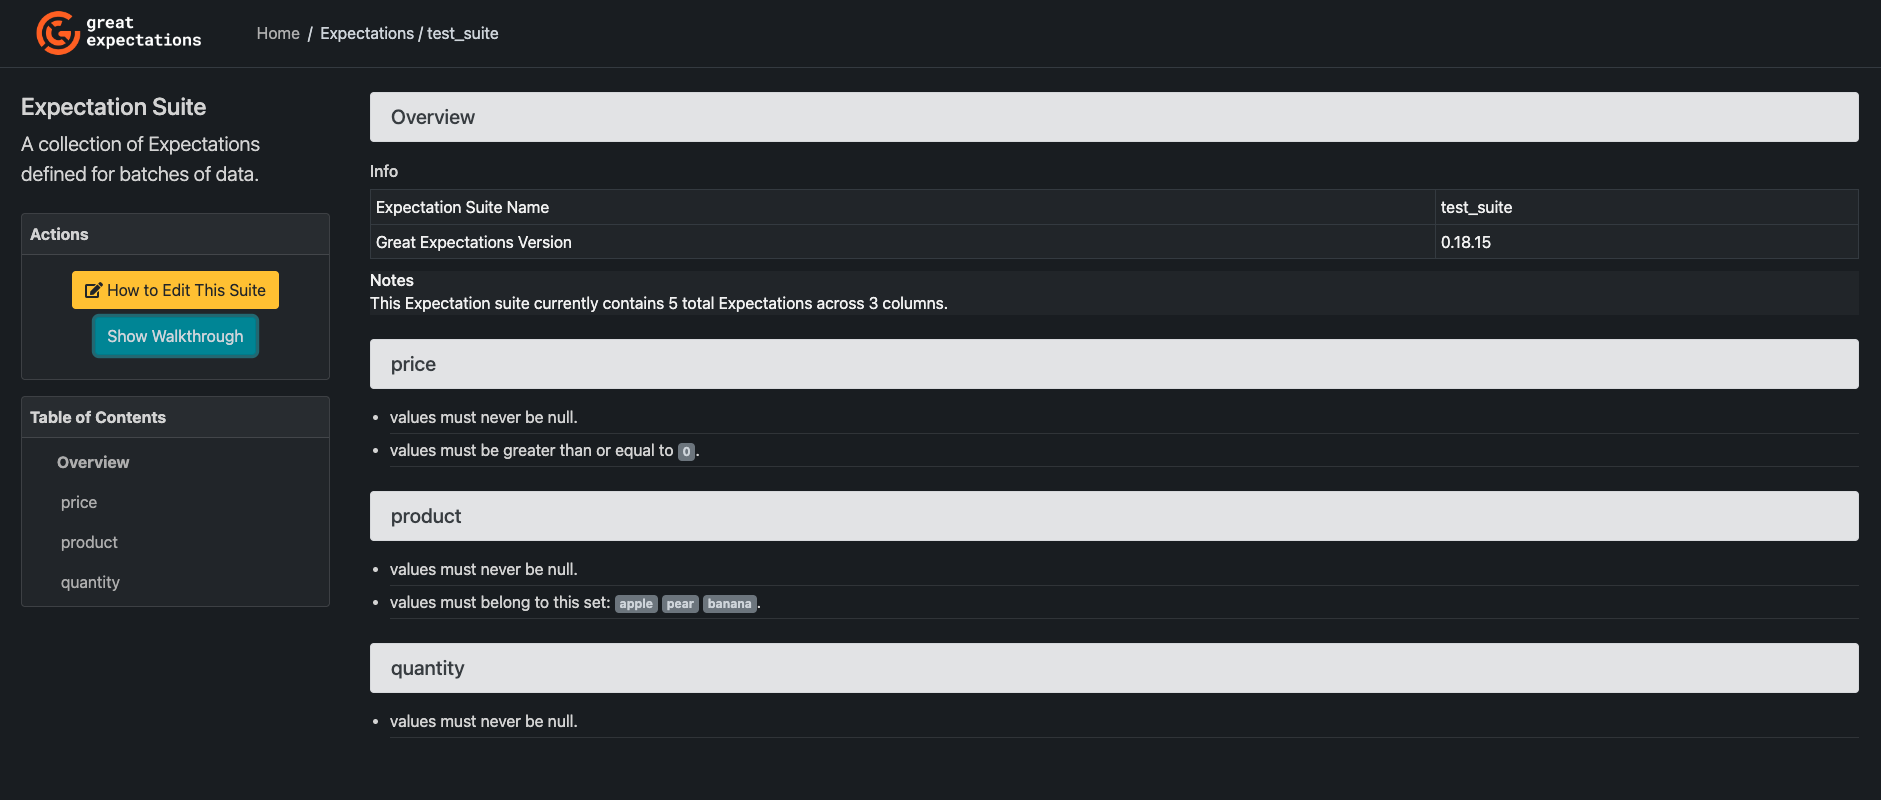 great
expectations
Home / Expectations / test_suite
Expectation Suite
A collection of Expectations
defined for batches of data.
Actions
How to Edit This Suite
Show Walkthrough
Table of Contents
Overview
price
product
quantity
Overview
Info
Expectation Suite Name test_suite
Great Expectations Version 0.18.15
Notes
This Expectation suite currently contains 5 total Expectations across 3 columns.
price
• values must never be null.
• values must be greater than or equal to 0.
product
• values must never be null.
• values must belong to this set: apple pear banana.
quantity
• values must never be null.